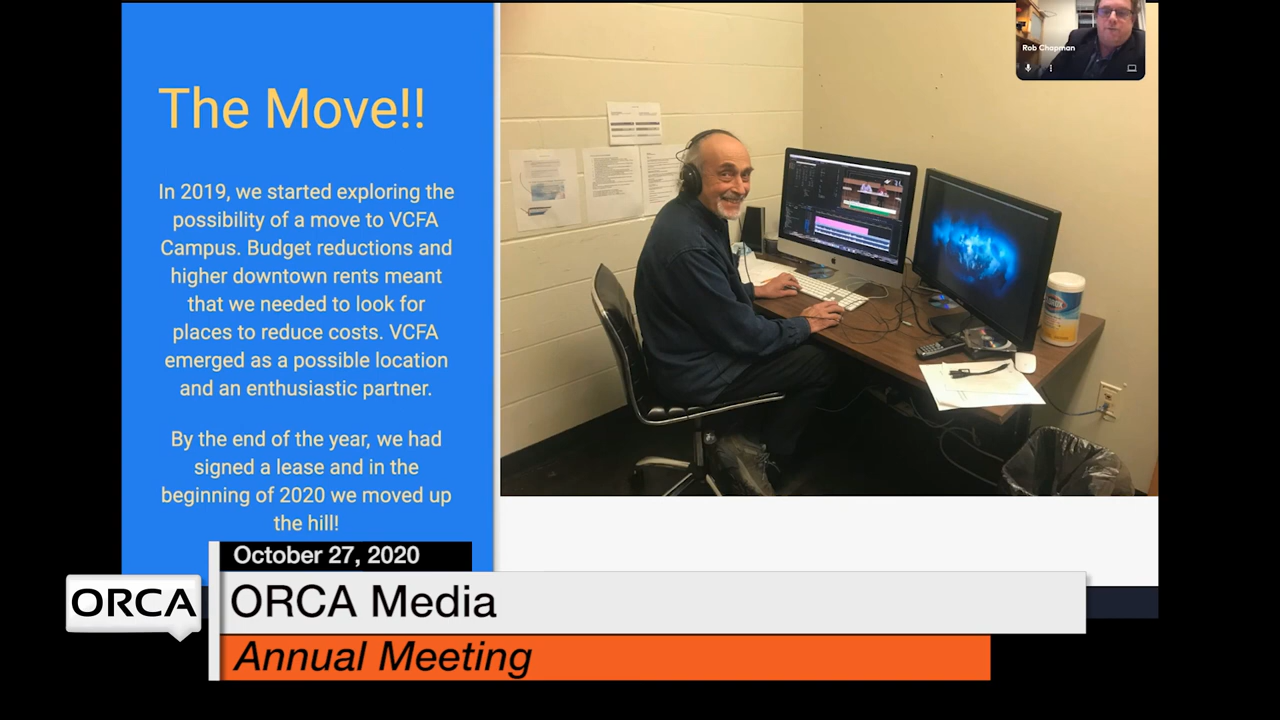 The Move!!
In 2019, we started exploring the
possibility of a move to VCFA
Campus. Budget reductions and
higher downtown rents meant
that we needed to look for
places to reduce costs. VCFA
emerged as a possible location
and an enthusiastic partner.
By the end of the year, we had
signed a lease and in the
beginning of 2020 we moved up
the hill!
Rob Chapman
October 27, 2020
ORCA
ORCA Media
Annual Meeting